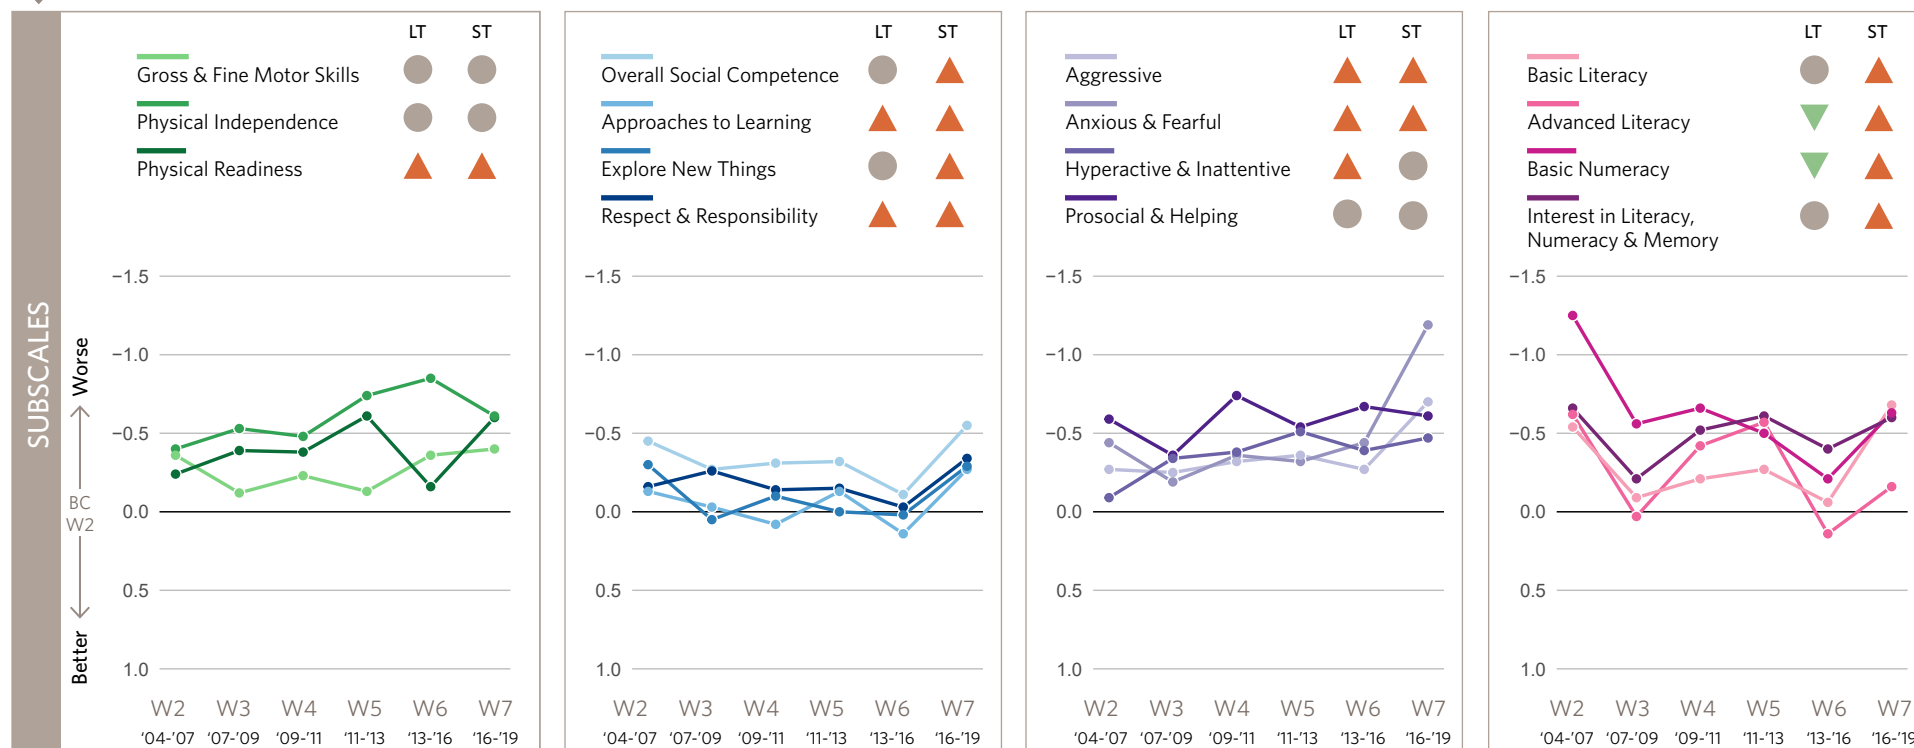 SUBSCALES
Worse
BC
W2
Better
LT ST
Gross & Fine Motor Skills
Physical Independence
Physical Readiness
−1.5
−1.0
−0.5
0.0
0.5
1.0
W2 W3 W4 W5 W6 W7
‘04-’07 ‘07-’09 ‘09-’11 ‘11-’13 ‘13-’16 ‘16-’19
LT ST
Overall Social Competence
Approaches to Learning
Explore New Things
Respect & Responsibility
−1.5
−1.0
−0.5
0.0
0.5
1.0
W2 W3 W4 W5 W6 W7
‘04-’07 ‘07-’09 ‘09-’11 ‘11-’13 ‘13-’16 ‘16-’19
LT ST
Aggressive
Anxious & Fearful
Hyperactive & Inattentive
Prosocial & Helping
−1.5
−1.0
−0.5
0.0
0.5
1.0
W2 W3 W4 W5 W6 W7
‘04-’07 ‘07-’09 ‘09-’11 ‘11-’13 ‘13-’16 ‘16-’19
LT ST
Basic Literacy
Advanced Literacy
Basic Numeracy
Interest in Literacy,
Numeracy & Memory
−1.5
−1.0
−0.5
0.0
0.5
1.0
W2 W3 W4 W5 W6 W7
‘04-’07 ‘07-’09 ‘09-’11 ‘11-’13 ‘13-’16 ‘16-’19